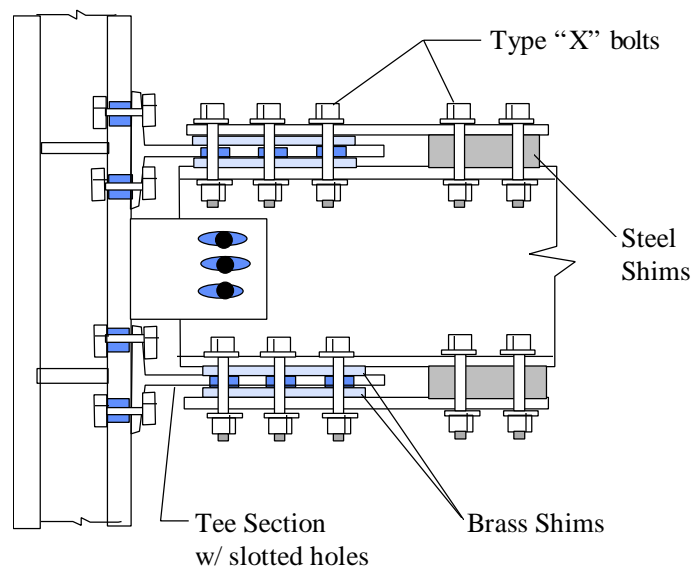 Type “X” bolts
Steel
Shims
Tee Section
w/ slotted holes
Brass Shims